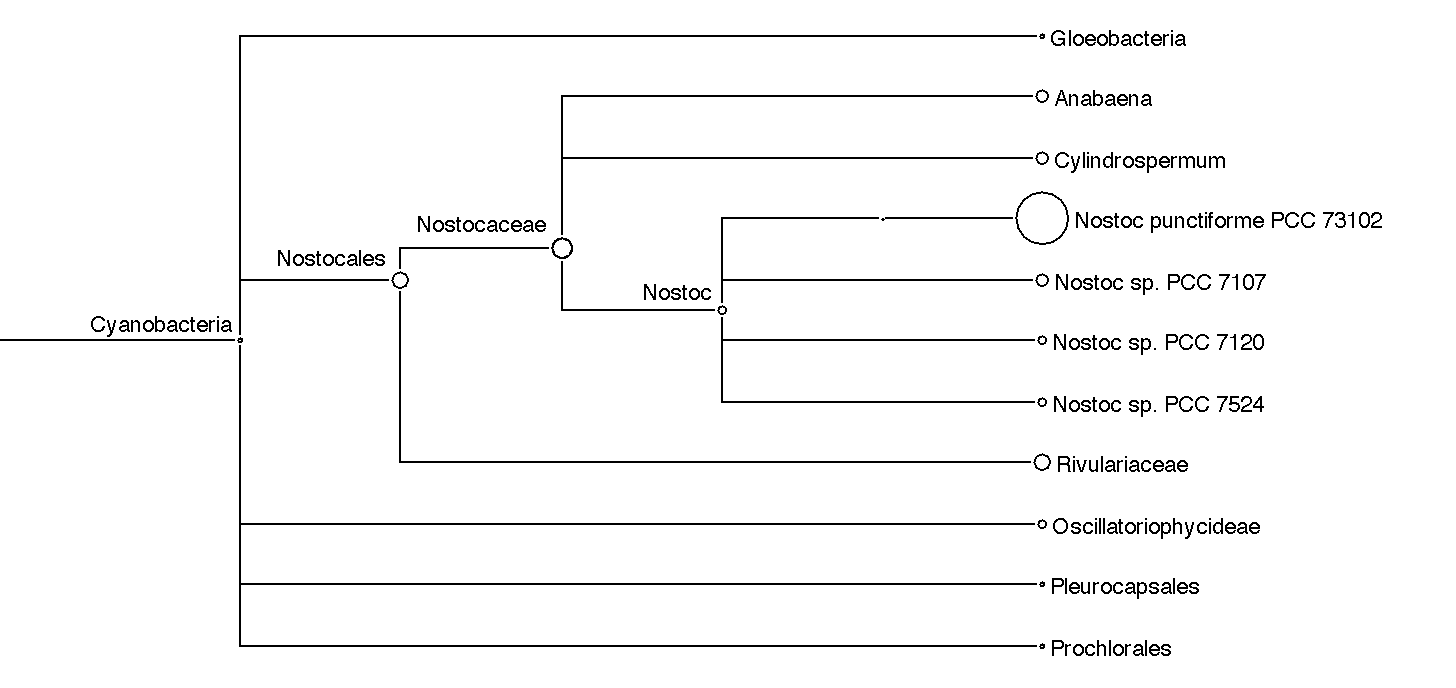 Gloeobacteria
Anabaena
Cylindrospermum
Nostoc punctiforme PCC 73102
Nostocaceae
Nostocales
Nostoc sp. PCC 7107
Nostoc
Cyanobacteria
Nostoc sp. PCC 7120
Nostoc sp. PCC 7524
Rivulariaceae
Oscillatoriophycideae
Pleurocapsales
Prochlorales